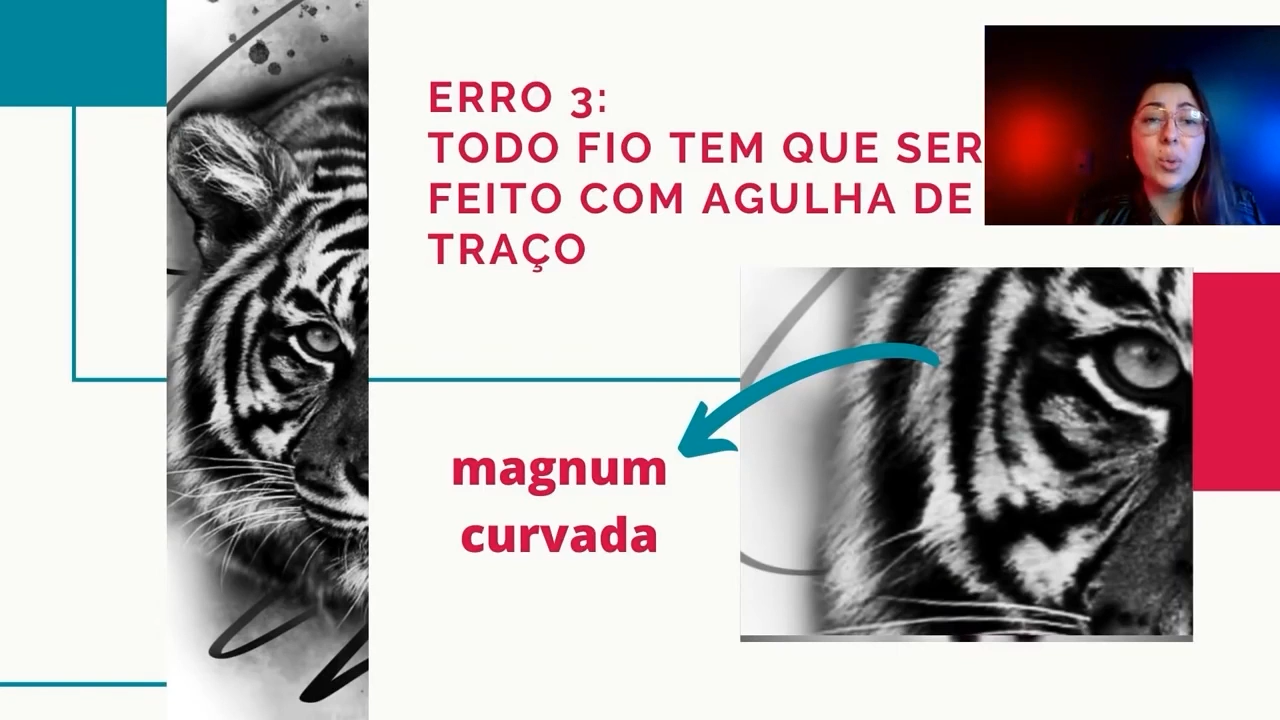 ERRO 3:
TODO FIO TEM QUE SER
FEITO COM AGULHA DE
TRAÇO
magnum
curvada